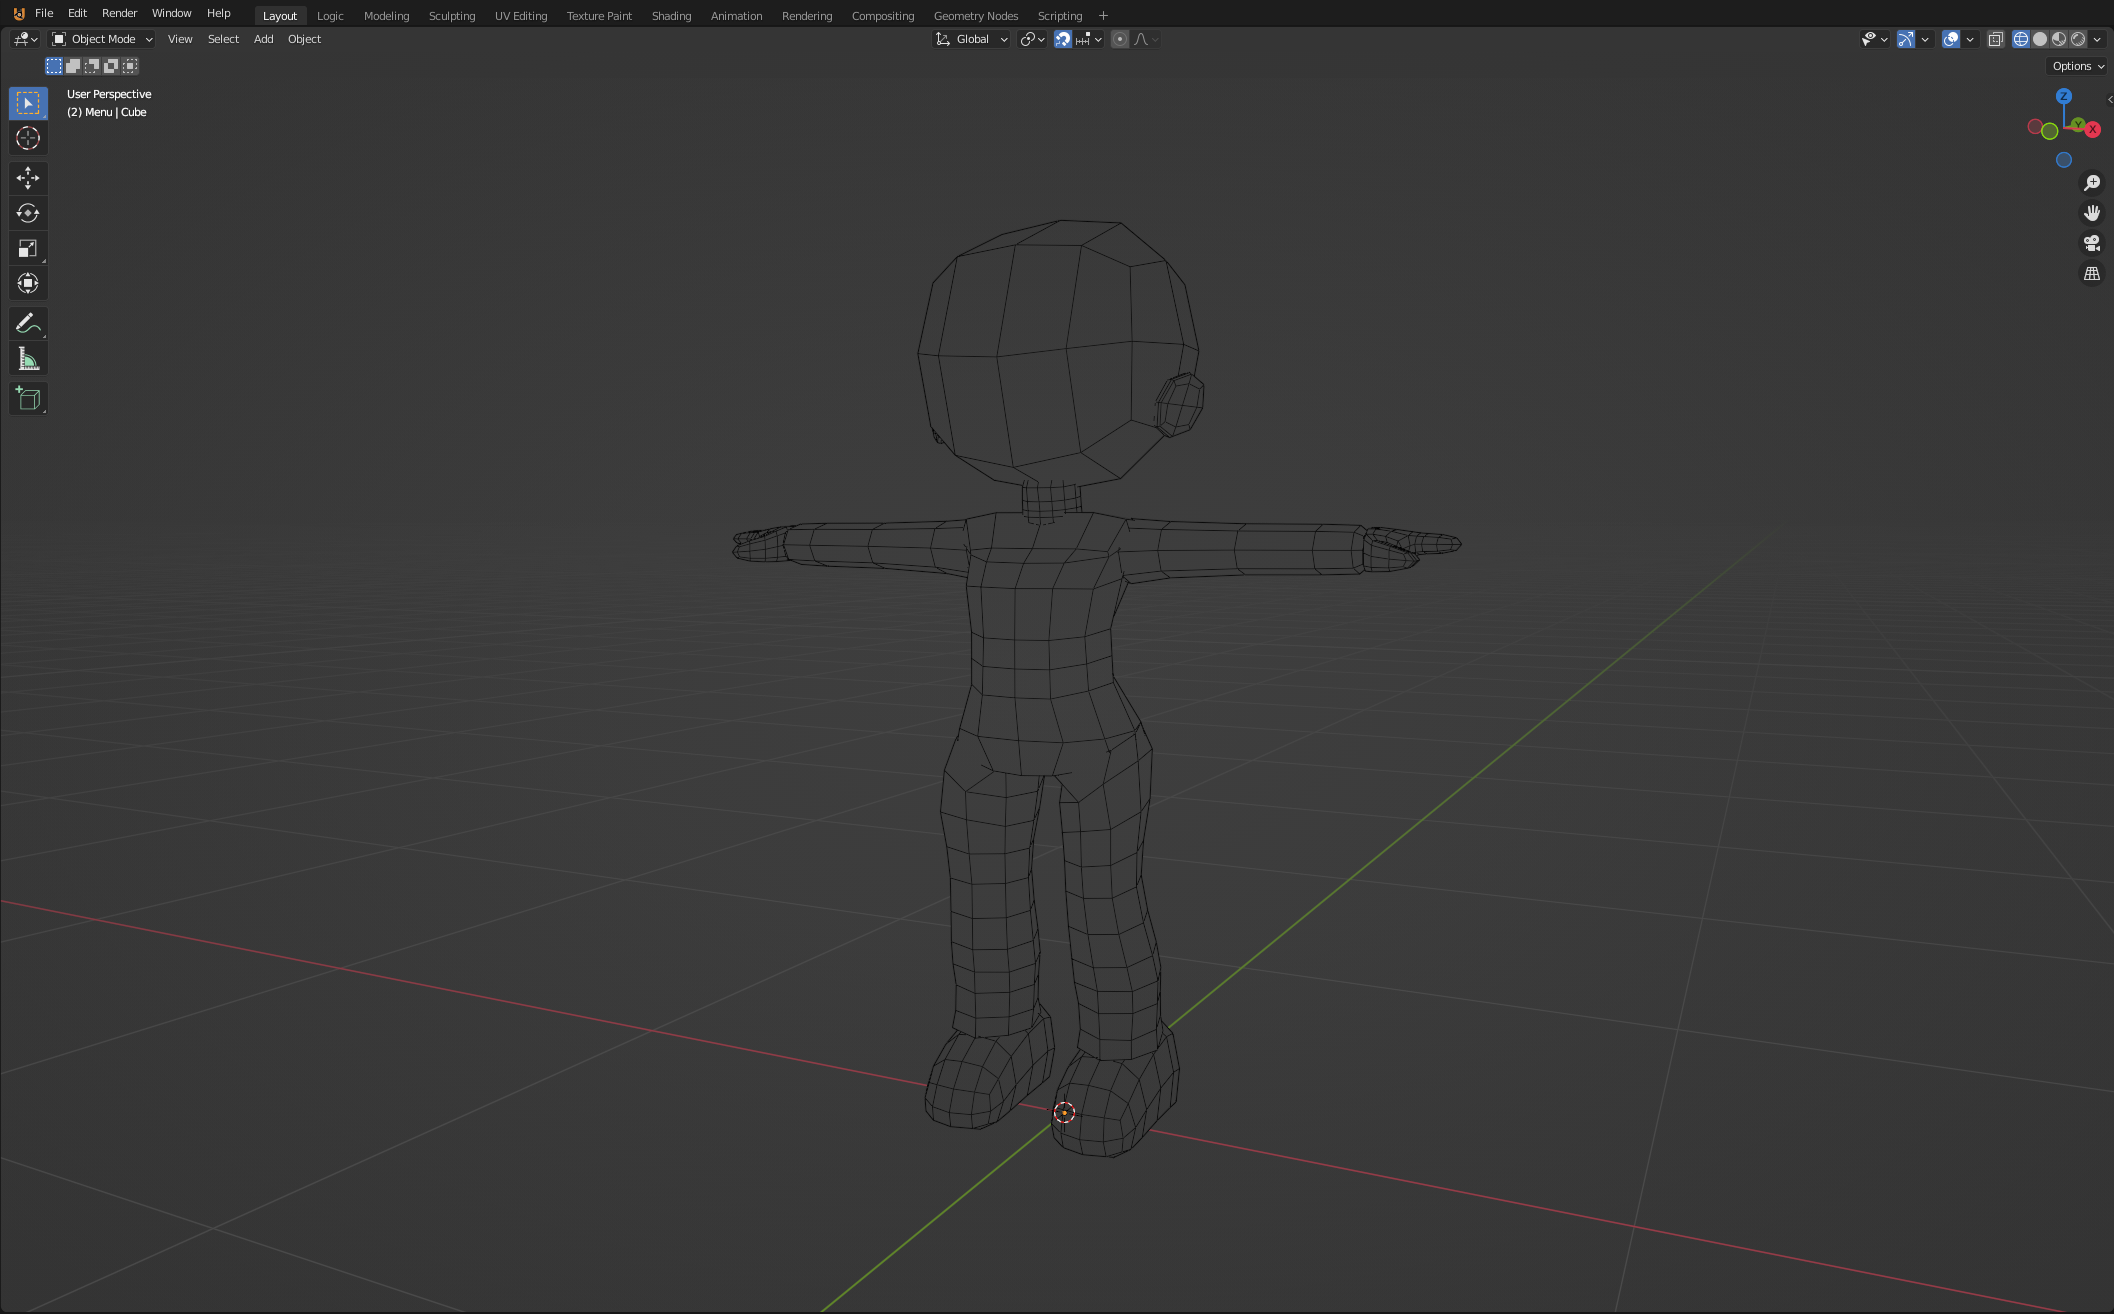 File Edit Render Window Help Layout Logic Modeling Sculpting UV Editing Texture Paint Shading Animation Rendering Compositing Geometry Nodes Scripting +
Object Mode View Select Add Object Global
Options
User Perspective
(2) Menu | Cube
Z
Y
X